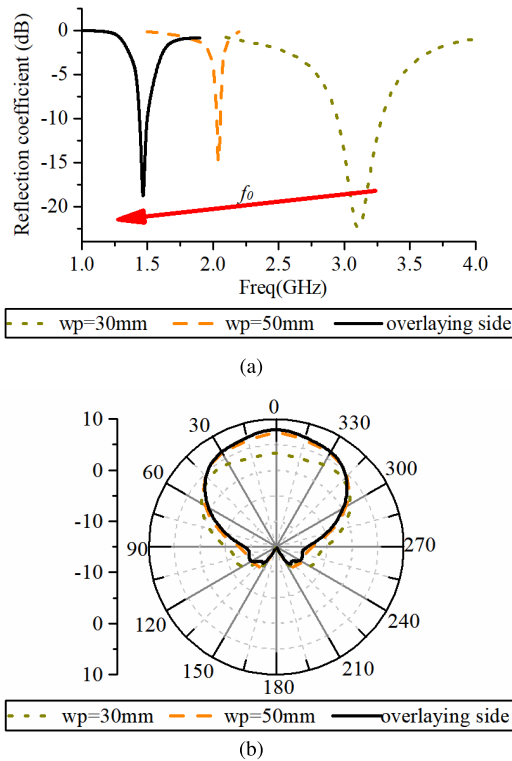 Reflection coefficient (dB)
0
-5
-10
-15
-20
f0
1.0 1.5 2.0 2.5 3.0 3.5 4.0
Freq(GHz)
wp=30mm wp=50mm overlaying side
(a)
10
0
-10
-10
0
10
0
30
60
90
120
150
180
210
240
270
300
330
wp=30mm wp=50mm overlaying side
(b)